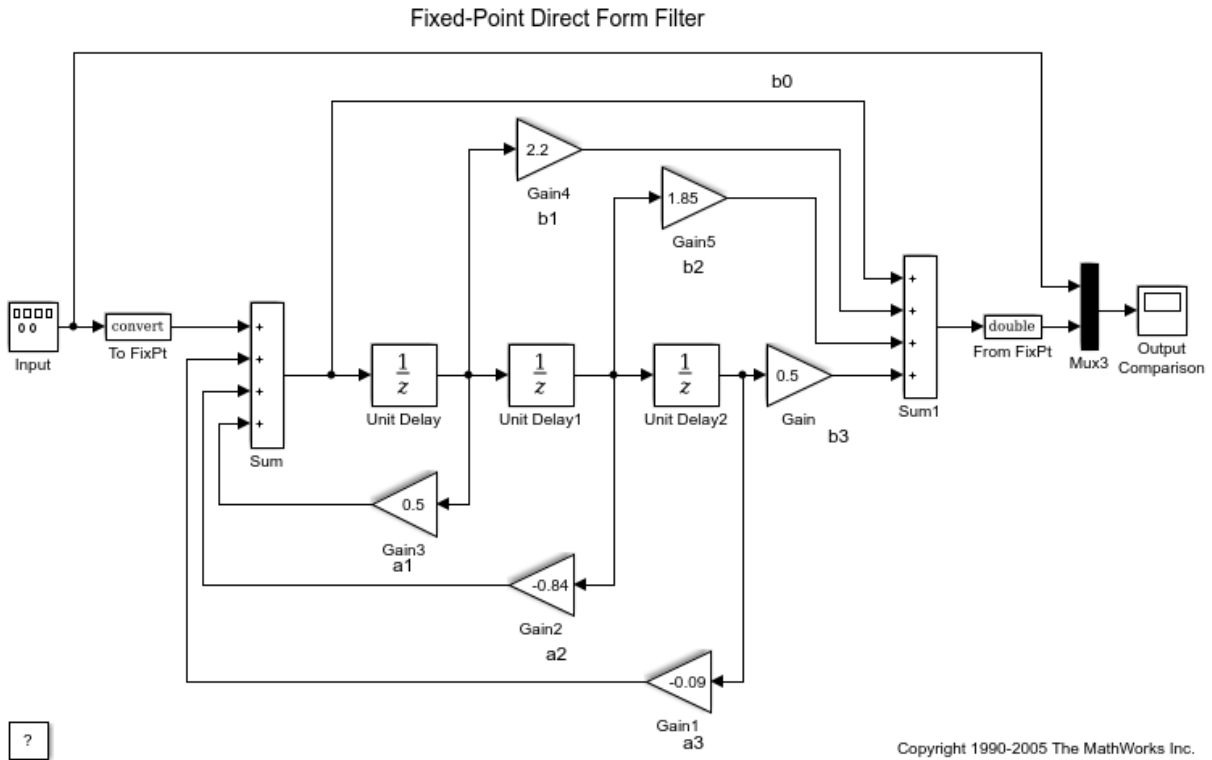 Fixed-Point Direct Form Filter
b0
2.2
Gain4
b1
1.85
Gain5
b2
Input
convert
To FixPt
+
+
+
+
Sum
1
z
Unit Delay
1
z
Unit Delay1
1
z
Unit Delay2
0.5
Gain
b3
+
+
+
+
Sum1
double
From FixPt
Mux3
Output
Comparison
0.5
Gain3
a1
-0.84
Gain2
a2
-0.09
Gain1
a3
?
Copyright 1990-2005 The MathWorks Inc.